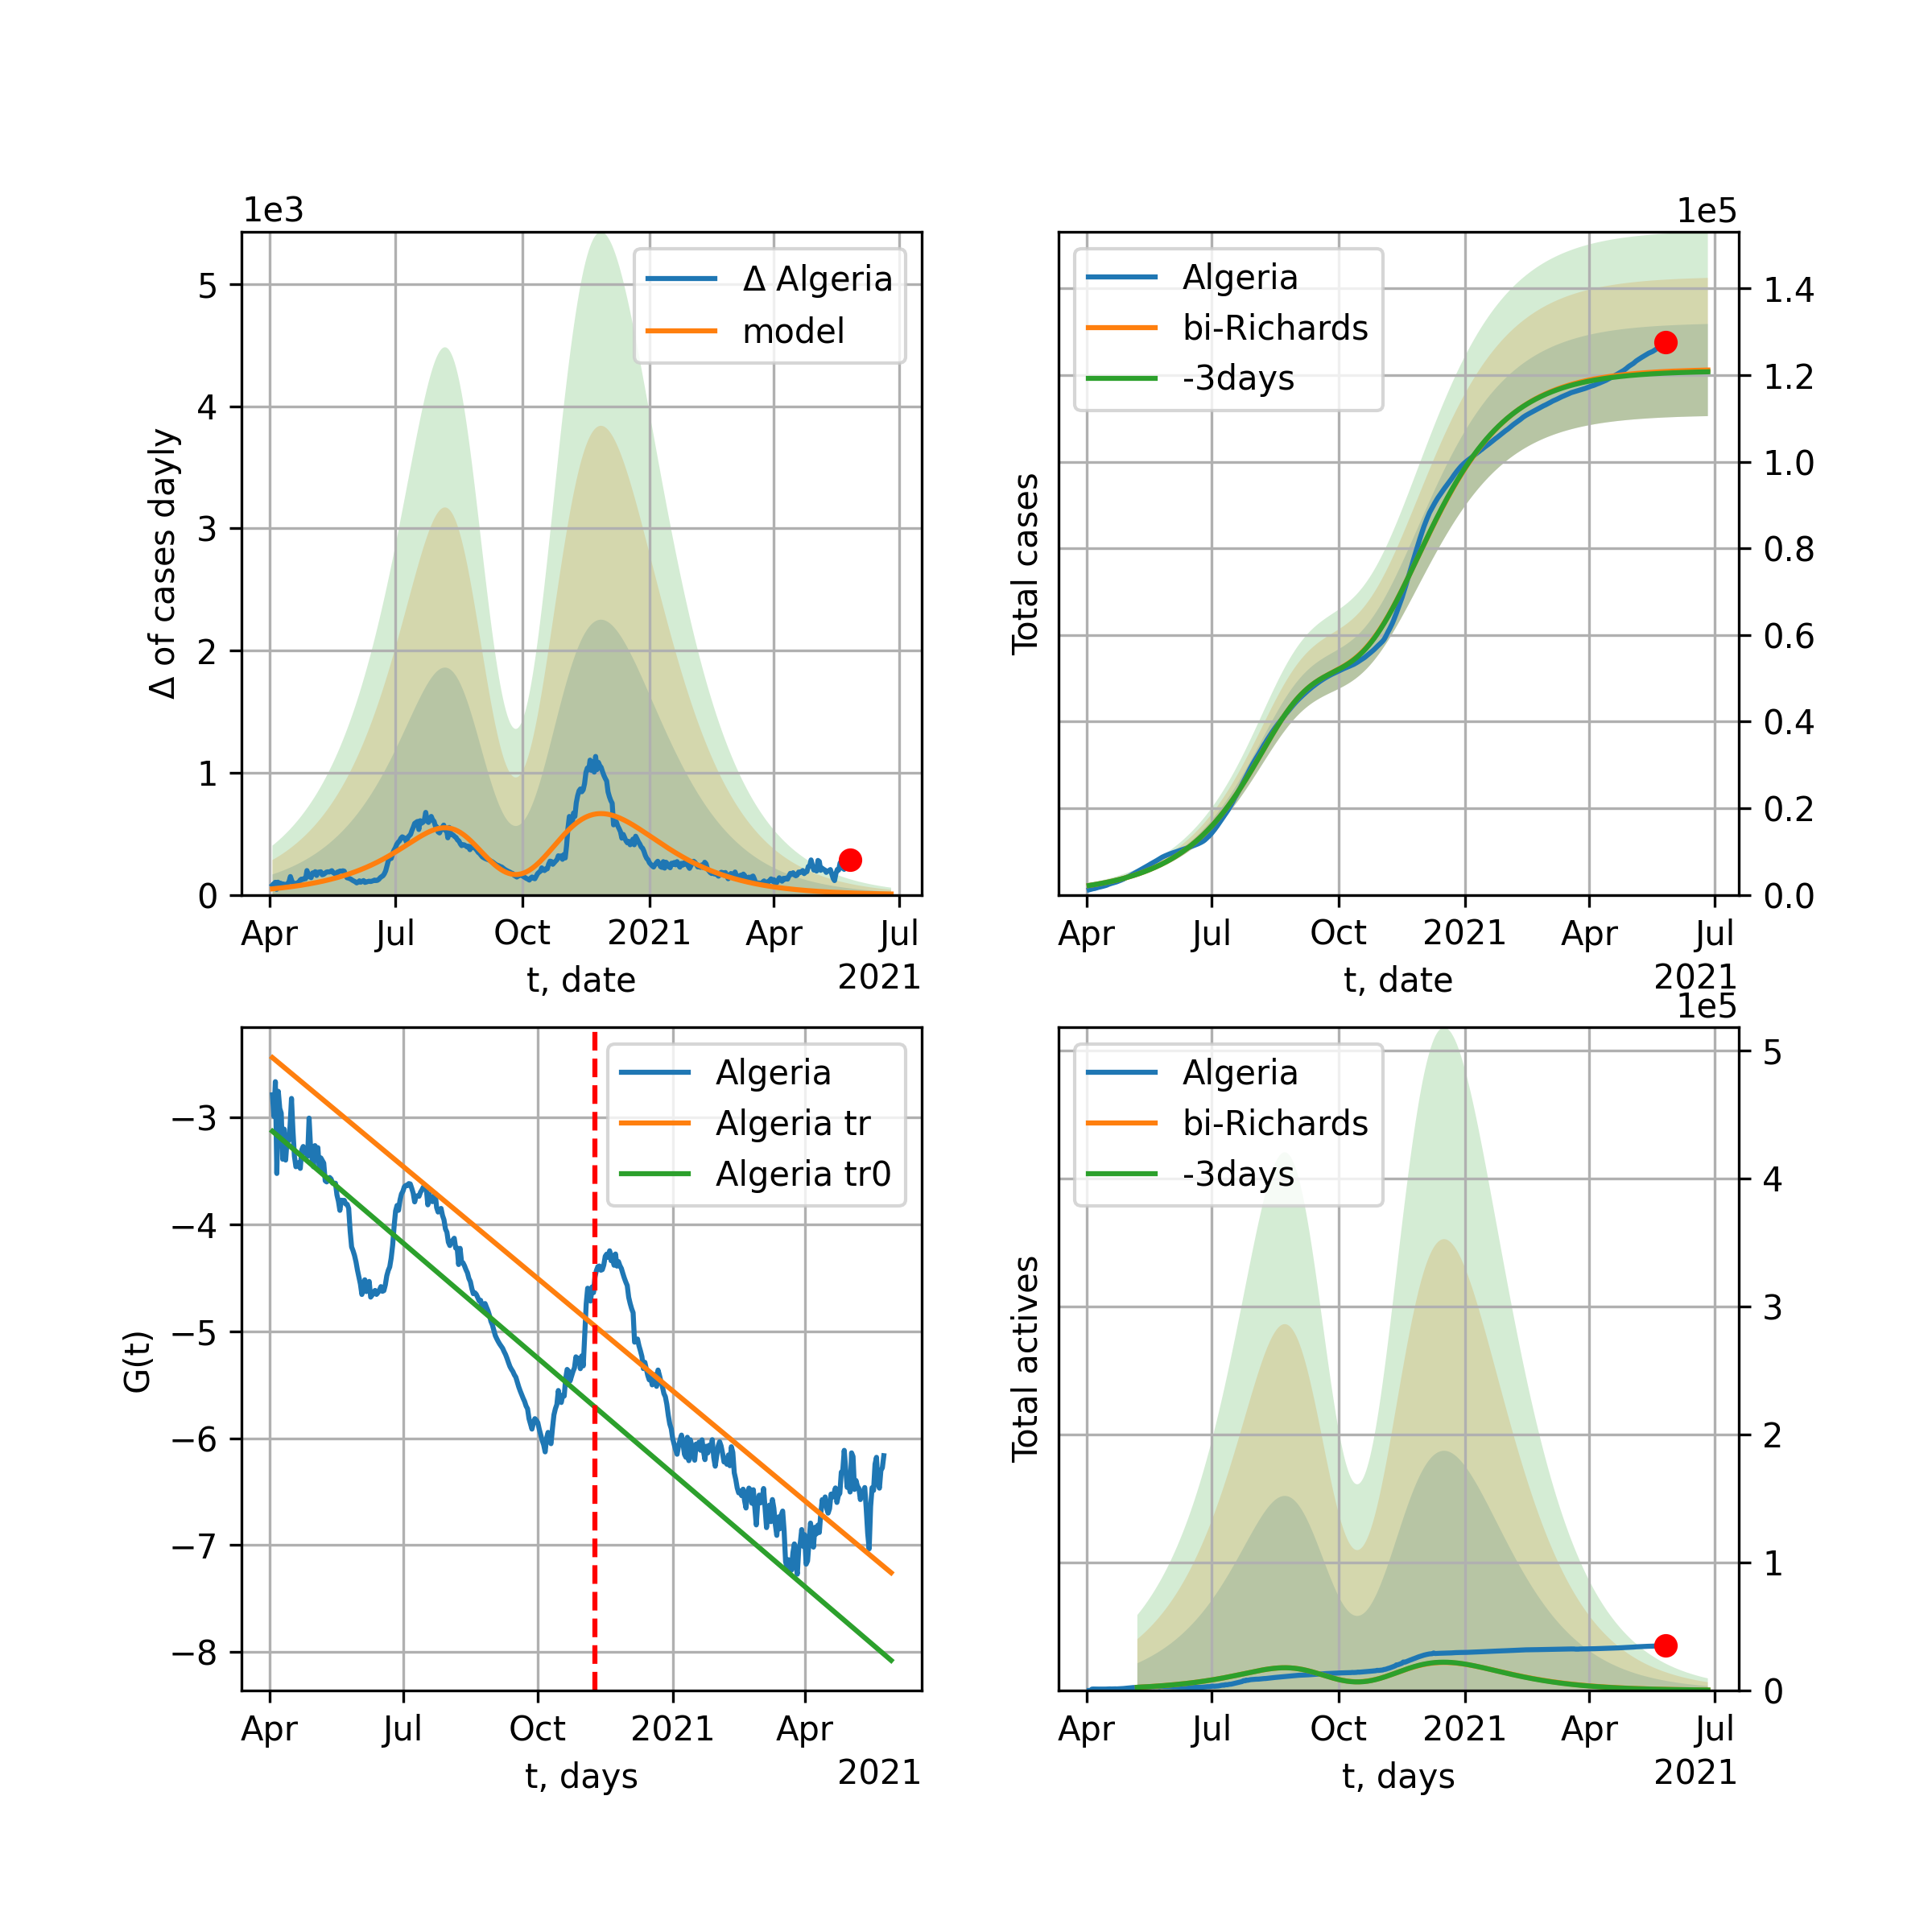 1e3
5
4
3
2
1
0
Δ of cases dayly
Δ Algeria
model
Apr
Jul
Oct
2021
Apr
Jul
t, date
2021
1e5
Algeria
bi-Richards
-3days
Total cases
1.4
1.2
1.0
0.8
0.6
0.4
0.2
0.0
Apr
Jul
Oct
2021
Apr
Jul
t, date
2021
−3
−4
−5
−6
−7
−8
G(t)
Algeria
Algeria tr
Algeria tr0
Apr
Jul
Oct
2021
Apr
t, days
2021
1e5
Algeria
bi-Richards
-3days
Total actives
5
4
3
2
1
0
Apr
Jul
Oct
2021
Apr
Jul
t, days
2021